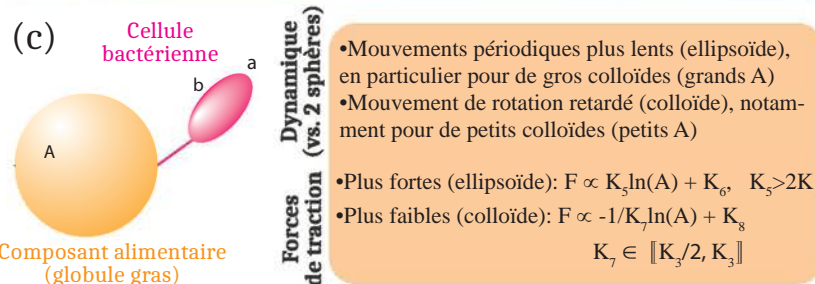 (c)
Cellule
bactérienne
a
b
A
Composant alimentaire
(globule gras)
Dynamique
(vs. 2 sphères)
•Mouvements périodiques plus lents (ellipsoïde),
en particulier pour de gros colloïdes (grands A)
•Mouvement de rotation retardé (colloïde), notam-
ment pour de petits colloïdes (petits A)
Forces
de traction
•Plus fortes (ellipsoïde): F ∝ K₅ln(A) + K₆, K₅>2K
•Plus faibles (colloïde): F ∝ -1/K₇ln(A) + K₈
K₇ ∈ ⟦K₃/2, K₃⟧